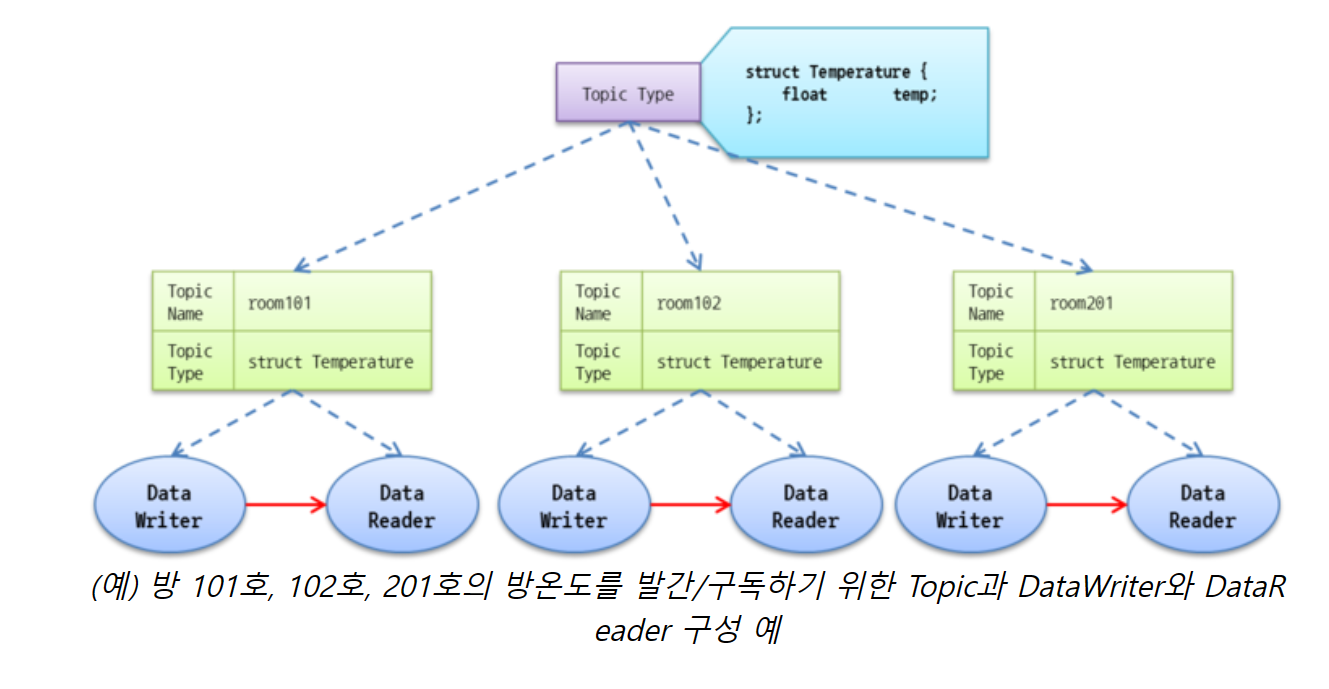 Topic Type
struct Temperature {
float temp;
};
Topic Name
room101
Topic Type
struct Temperature
Topic Name
room102
Topic Type
struct Temperature
Topic Name
room201
Topic Type
struct Temperature
Data Writer
Data Reader
Data Writer
Data Reader
Data Writer
Data Reader
(예) 방 101호, 102호, 201호의 방온도를 발간/구독하기 위한 Topic과 DataWriter와 DataR
eader 구성 예